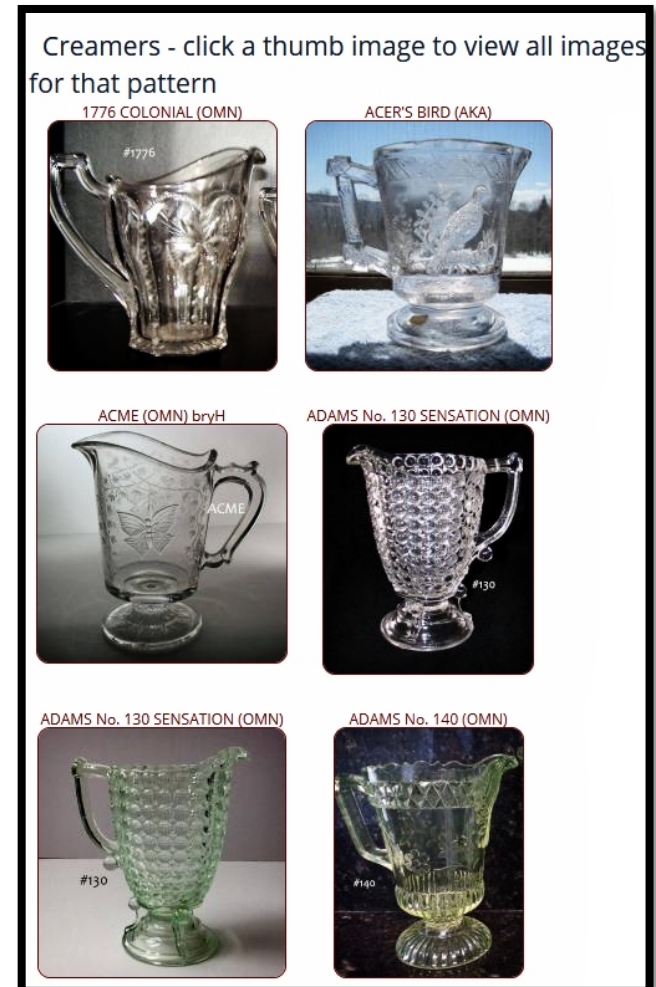 Creamers - click a thumb image to view all images
for that pattern
1776 COLONIAL (OMN)
ACER'S BIRD (AKA)
#1776
ACME (OMN) bryH
ADAMS No. 130 SENSATION (OMN)
ACME
#130
ADAMS No. 130 SENSATION (OMN)
ADAMS No. 140 (OMN)
#130
#140